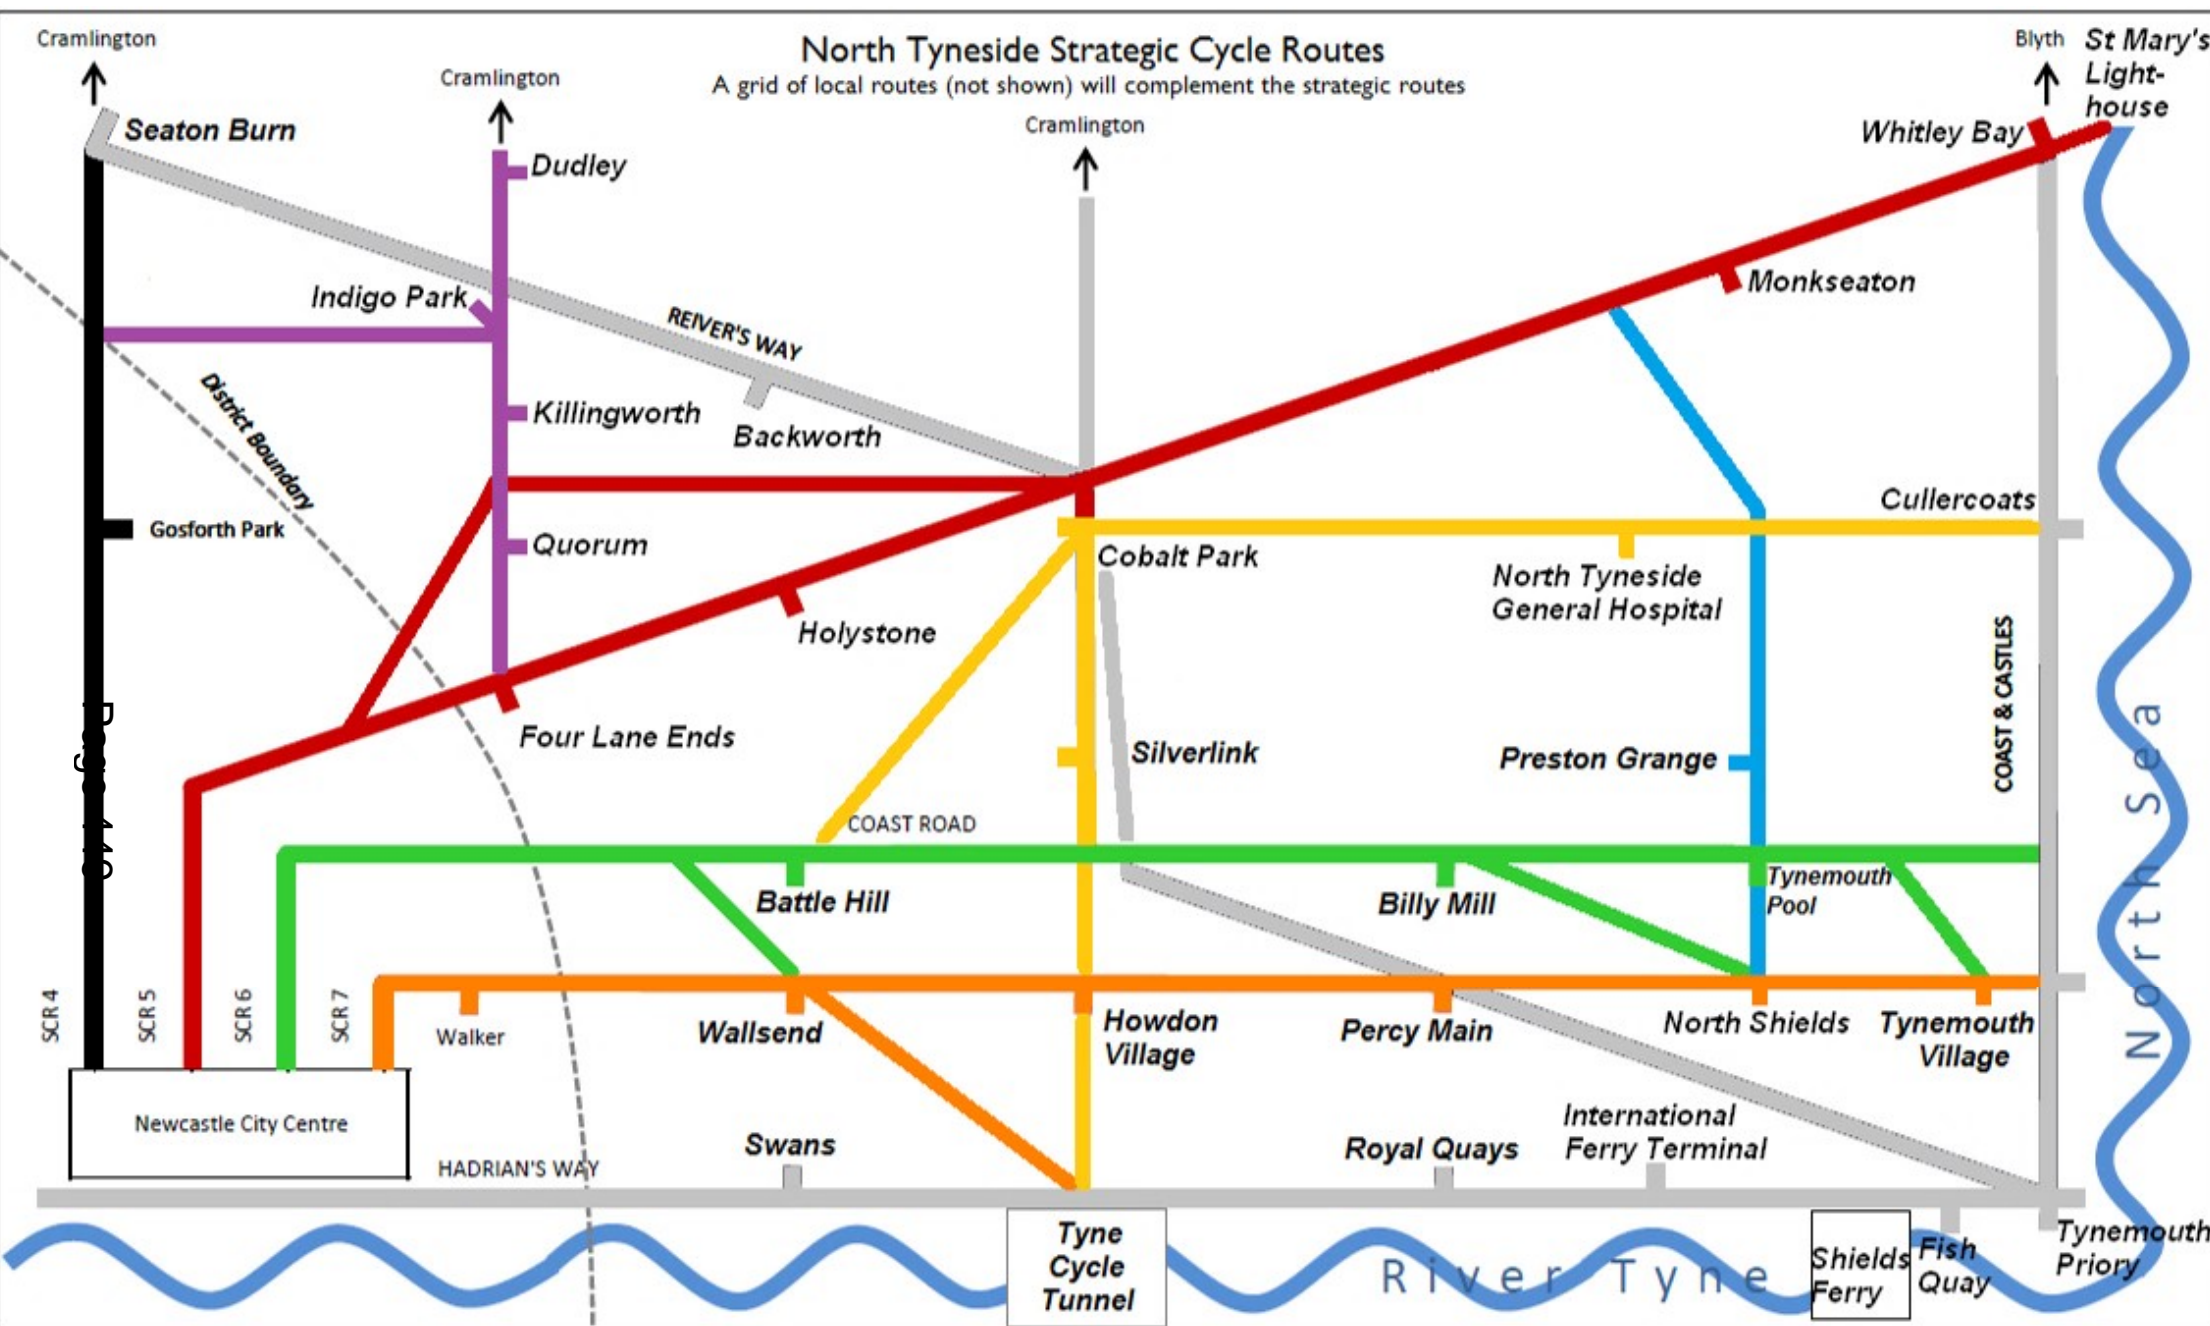 North Tyneside Strategic Cycle Routes
A grid of local routes (not shown) will complement the strategic routes
Cramlington
Cramlington
Cramlington
Blyth
St Mary's
Light-
house
Seaton Burn
Dudley
Whitley Bay
Indigo Park
REIVER'S WAY
Monkseaton
District Boundary
Killingworth
Backworth
Gosforth Park
Quorum
Cullercoats
Cobalt Park
North Tyneside
General Hospital
Holystone
Four Lane Ends
Silverlink
Preston Grange
COAST & CASTLES
North Sea
COAST ROAD
Battle Hill
Billy Mill
Tynemouth
Pool
SCR 4
SCR 5
SCR 6
SCR 7
Walker
Wallsend
Howdon
Village
Percy Main
North Shields
Tynemouth
Village
Newcastle City Centre
HADRIAN'S WAY
Swans
Royal Quays
International
Ferry Terminal
Tyne
Cycle
Tunnel
River Tyne
Shields
Ferry
Fish
Quay
Tynemouth
Priory